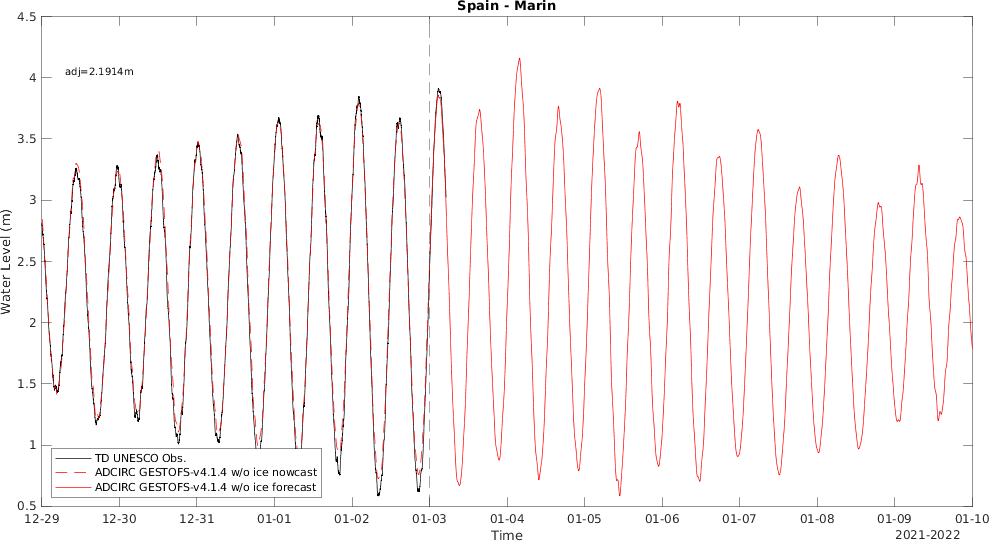 Spain - Marin
4.5
4
3.5
3
2.5
2
1.5
1
0.5
Water Level (m)
adj=2.1914m
TD UNESCO Obs.
ADCIRC GESTOFS-v4.1.4 w/o ice nowcast
ADCIRC GESTOFS-v4.1.4 w/o ice forecast
12-29 12-30 12-31 01-01 01-02 01-03 01-04 01-05 01-06 01-07 01-08 01-09 01-10
Time
2021-2022